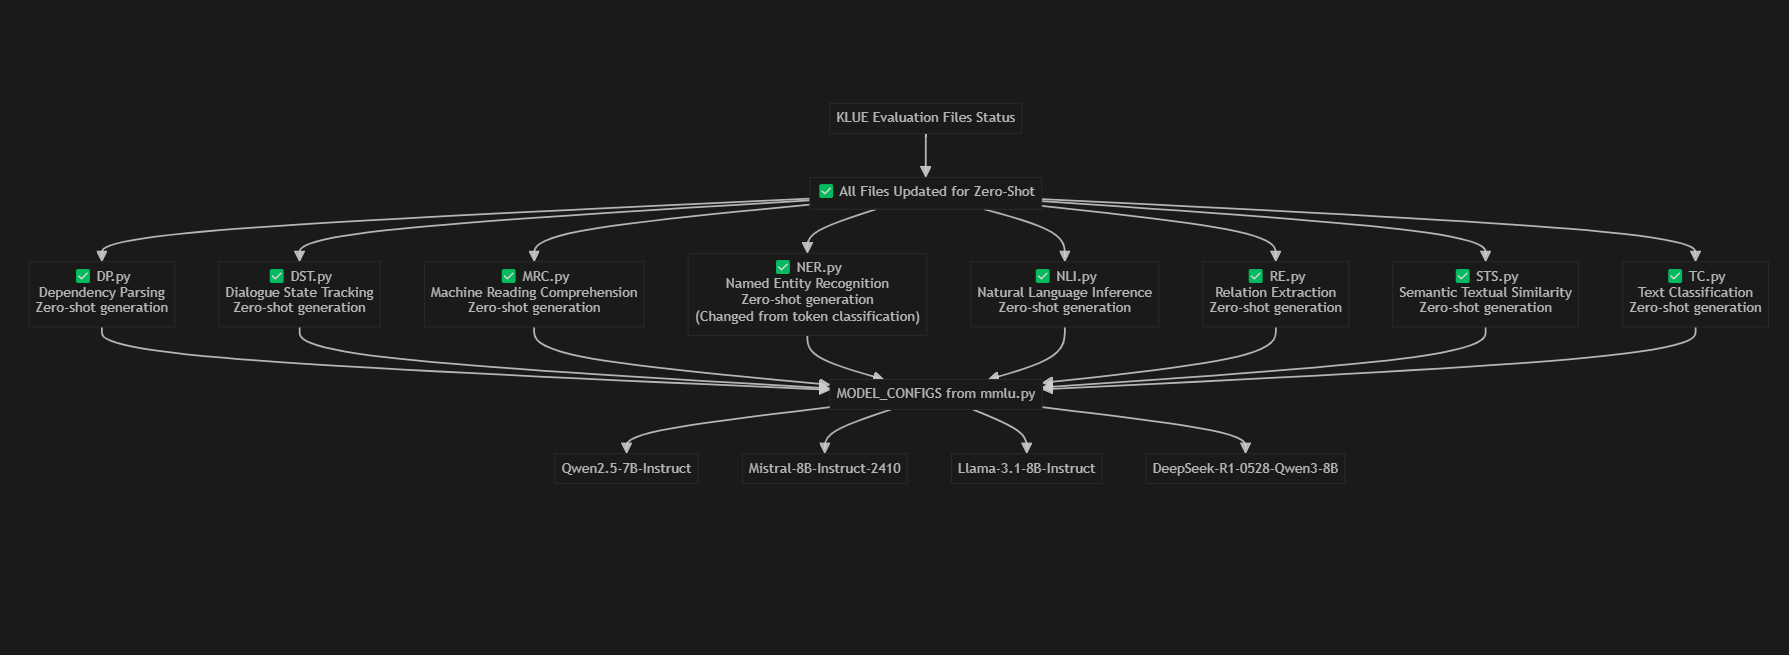 KLUE Evaluation Files Status
✅ All Files Updated for Zero-Shot
✅ DP.py
Dependency Parsing
Zero-shot generation
✅ DST.py
Dialogue State Tracking
Zero-shot generation
✅ MRC.py
Machine Reading Comprehension
Zero-shot generation
✅ NER.py
Named Entity Recognition
Zero-shot generation
(Changed from token classification)
✅ NLI.py
Natural Language Inference
Zero-shot generation
✅ RE.py
Relation Extraction
Zero-shot generation
✅ STS.py
Semantic Textual Similarity
Zero-shot generation
✅ TC.py
Text Classification
Zero-shot generation
MODEL_CONFIGS from mmlu.py
Qwen2.5-7B-Instruct
Mistral-8B-Instruct-2410
Llama-3.1-8B-Instruct
DeepSeek-R1-0528-Qwen3-8B